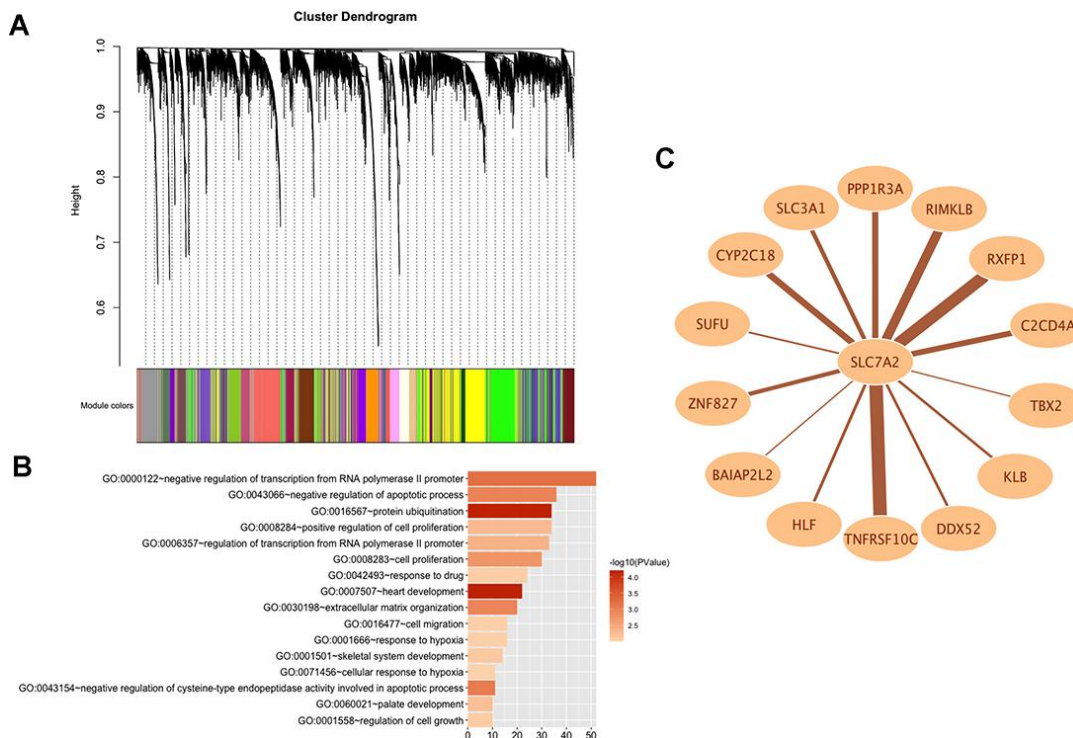 A
Cluster Dendrogram
Height
1.0
0.9
0.8
0.7
0.6
Module colors
B
GO:0000122~negative regulation of transcription from RNA polymerase II promoter
GO:0043066~negative regulation of apoptotic process
GO:0016567~protein ubiquitination
GO:0008284~positive regulation of cell proliferation
GO:0006357~regulation of transcription from RNA polymerase II promoter
GO:0008283~cell proliferation
GO:0042493~response to drug
GO:0007507~heart development
GO:0030198~extracellular matrix organization
GO:0016477~cell migration
GO:0001666~response to hypoxia
GO:0001501~skeletal system development
GO:0071456~cellular response to hypoxia
GO:0043154~negative regulation of cysteine-type endopeptidase activity involved in apoptotic process
GO:0060021~palate development
GO:0001558~regulation of cell growth
0 10 20 30 40 50
-log10(PValue)
4.0
3.5
3.0
2.5
C
PPP1R3A
SLC3A1
RIMKLB
CYP2C18
RXFP1
SUFU
C2CD4A
SLC7A2
ZNF827
TBX2
BAIAP2L2
KLB
HLF
DDX52
TNFRSF10C